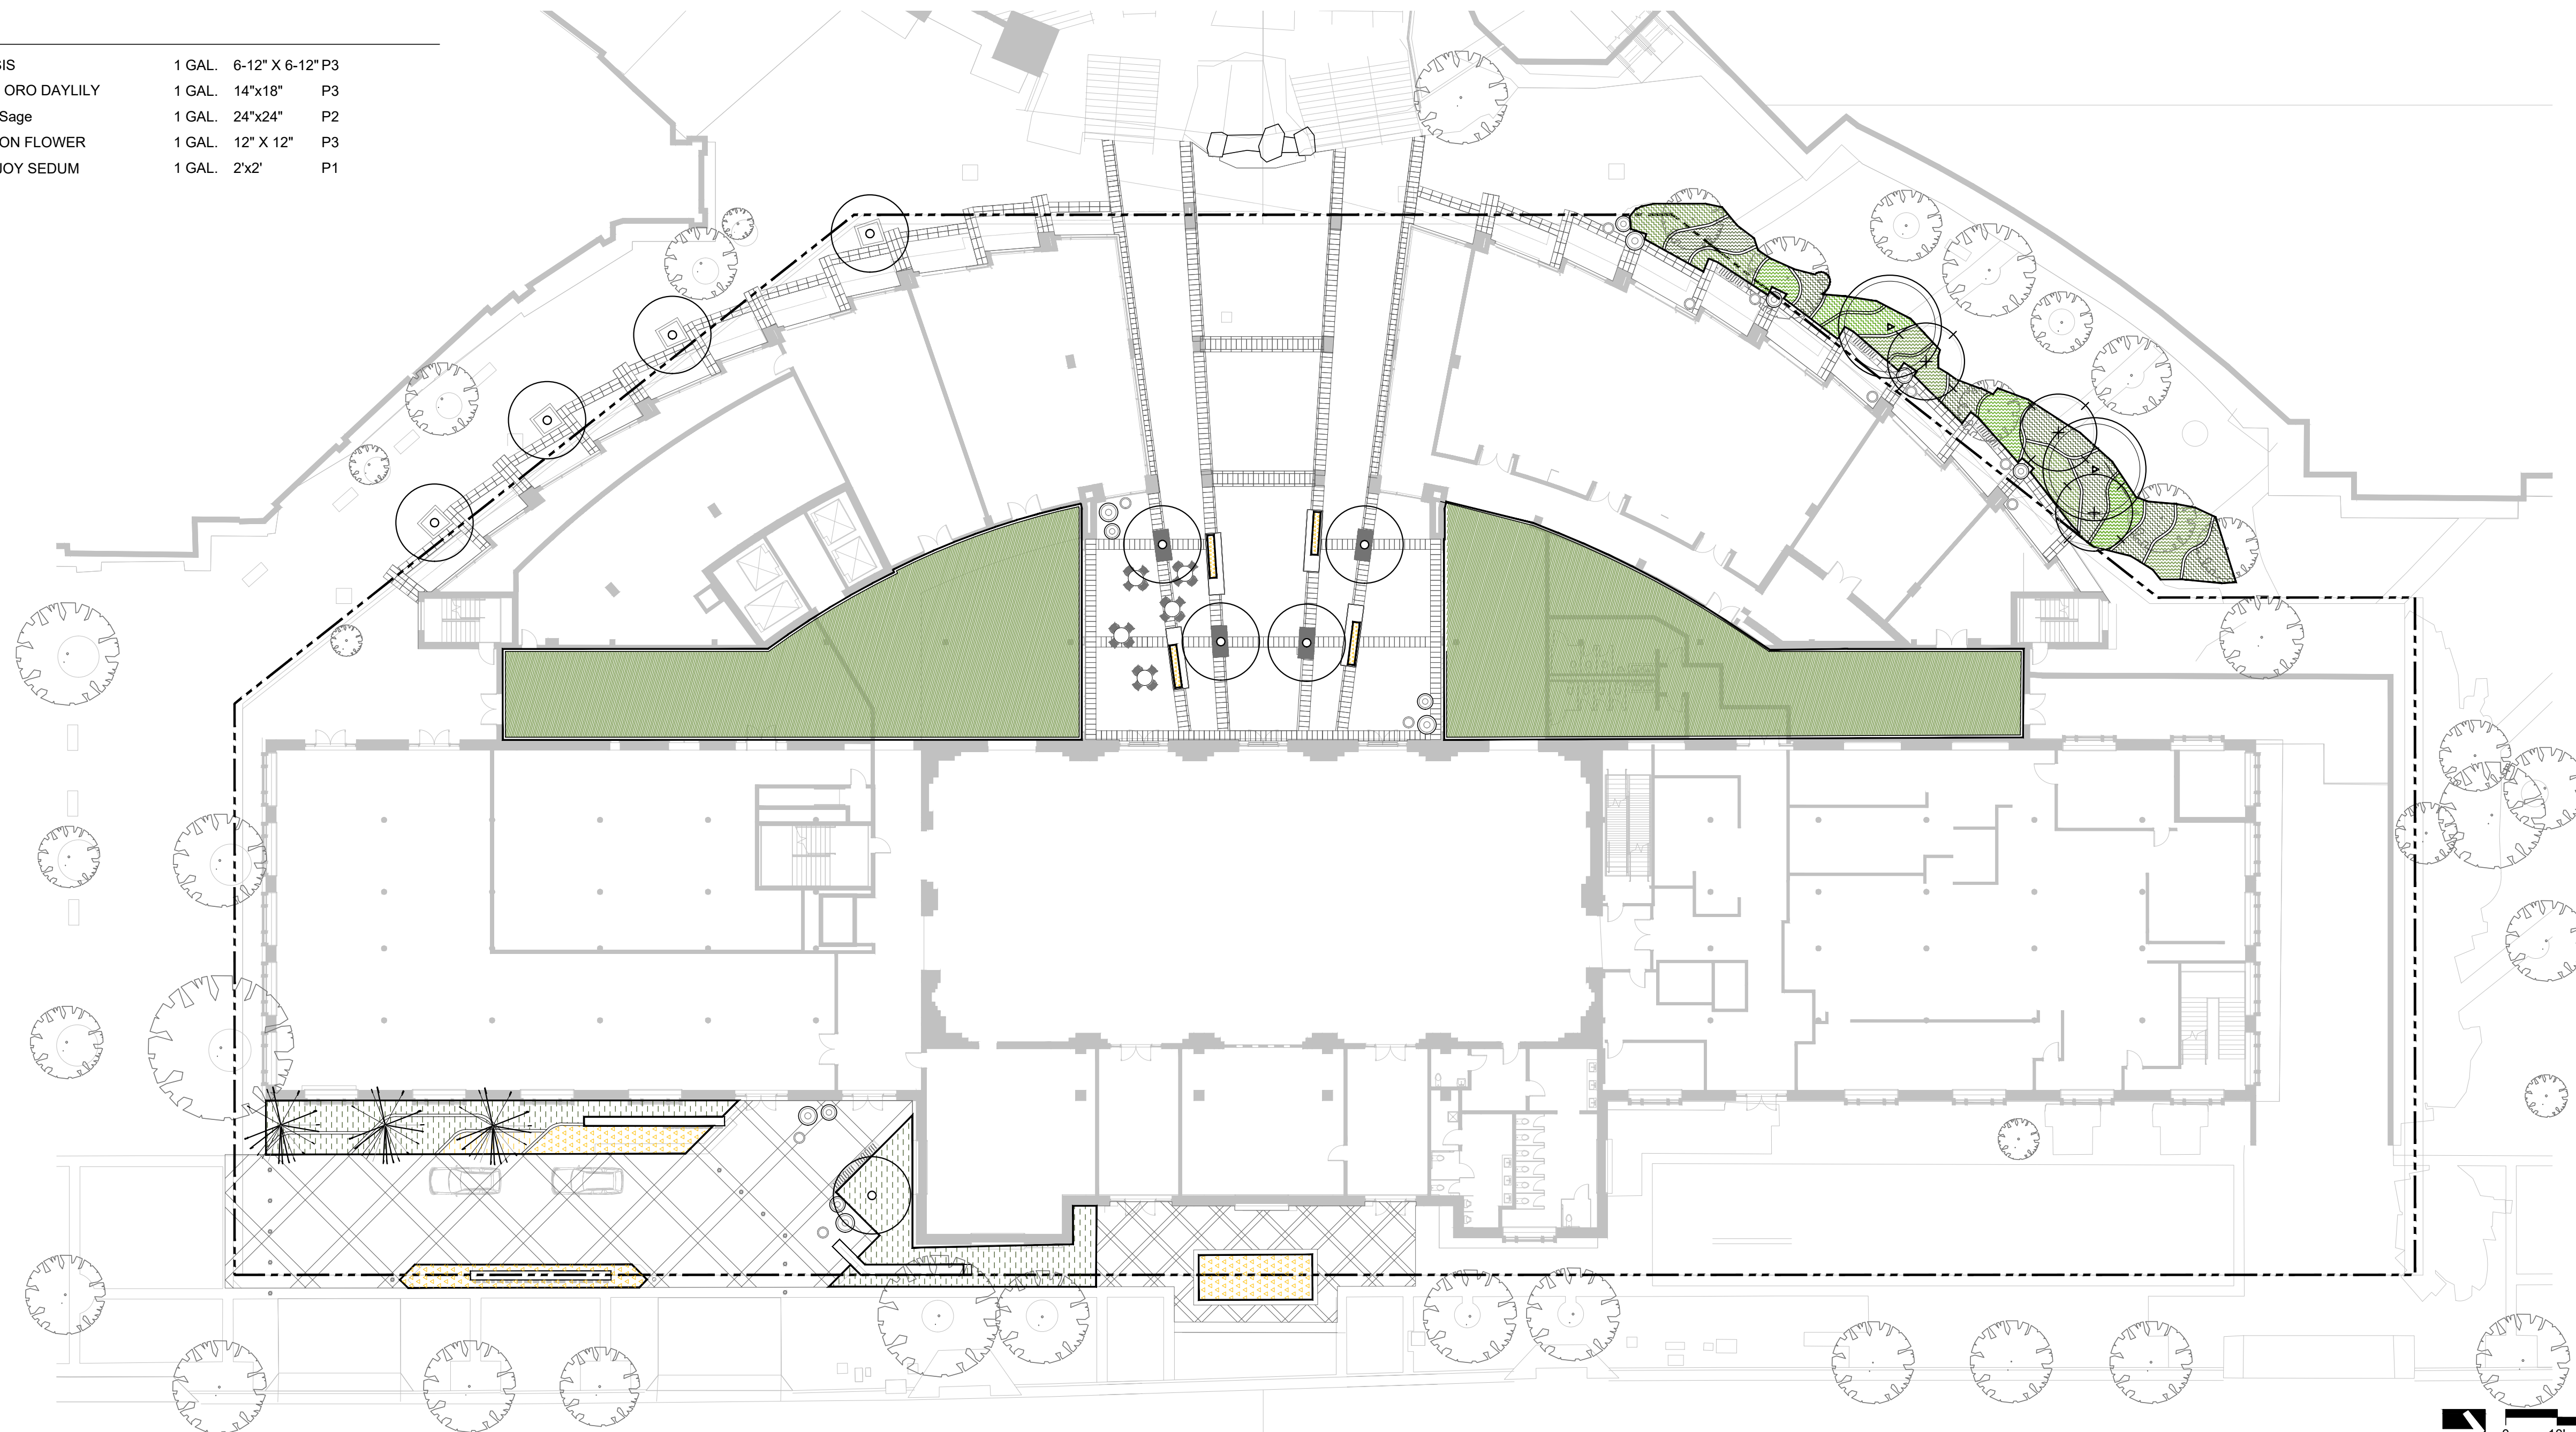 SIS 1 GAL. 6-12" X 6-12" P3
ORO DAYLILY 1 GAL. 14"x18" P3
Sage 1 GAL. 24"x24" P2
ON FLOWER 1 GAL. 12" X 12" P3
JOY SEDUM 1 GAL. 2'x2' P1